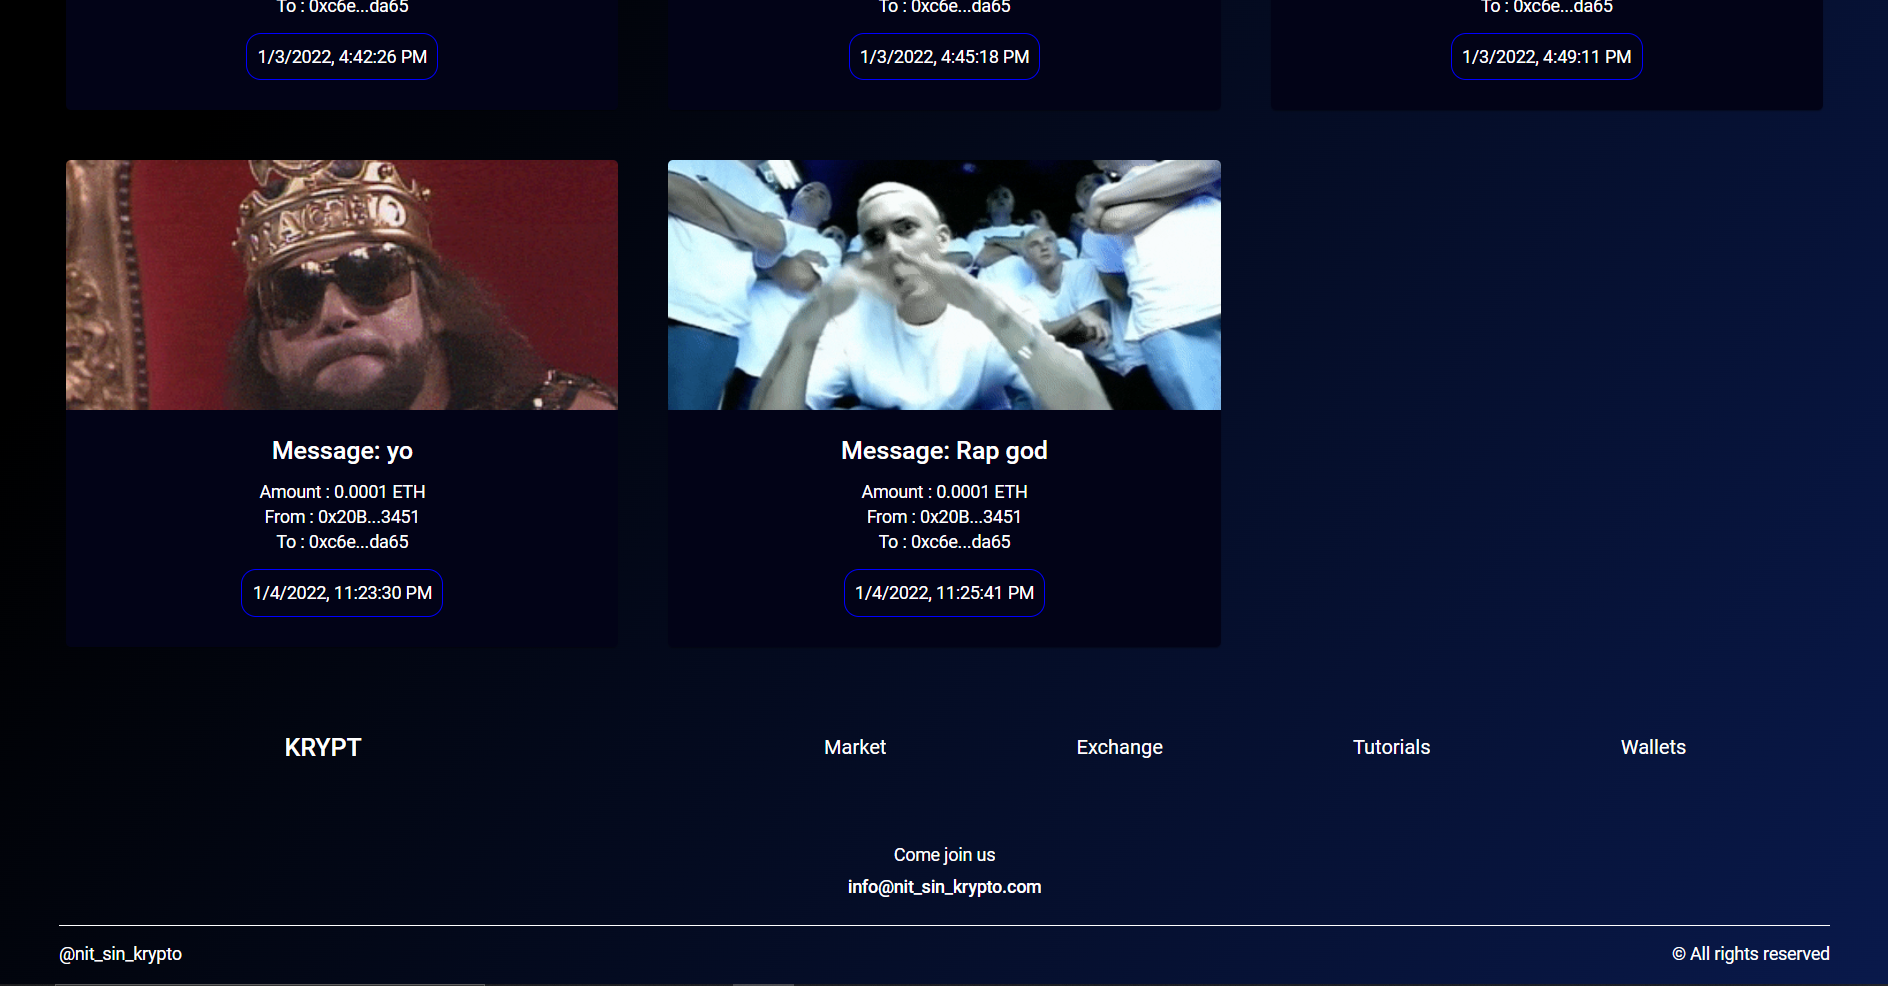 To : 0xc6e...da65
To : 0xc6e...da65
To : 0xc6e...da65
1/3/2022, 4:42:26 PM
1/3/2022, 4:45:18 PM
1/3/2022, 4:49:11 PM
MACHO
Message: yo
Amount : 0.0001 ETH
From : 0x20B...3451
To : 0xc6e...da65
1/4/2022, 11:23:30 PM
Message: Rap god
Amount : 0.0001 ETH
From : 0x20B...3451
To : 0xc6e...da65
1/4/2022, 11:25:41 PM
KRYPT
Market
Exchange
Tutorials
Wallets
Come join us
info@nit_sin_krypto.com
@nit_sin_krypto
© All rights reserved